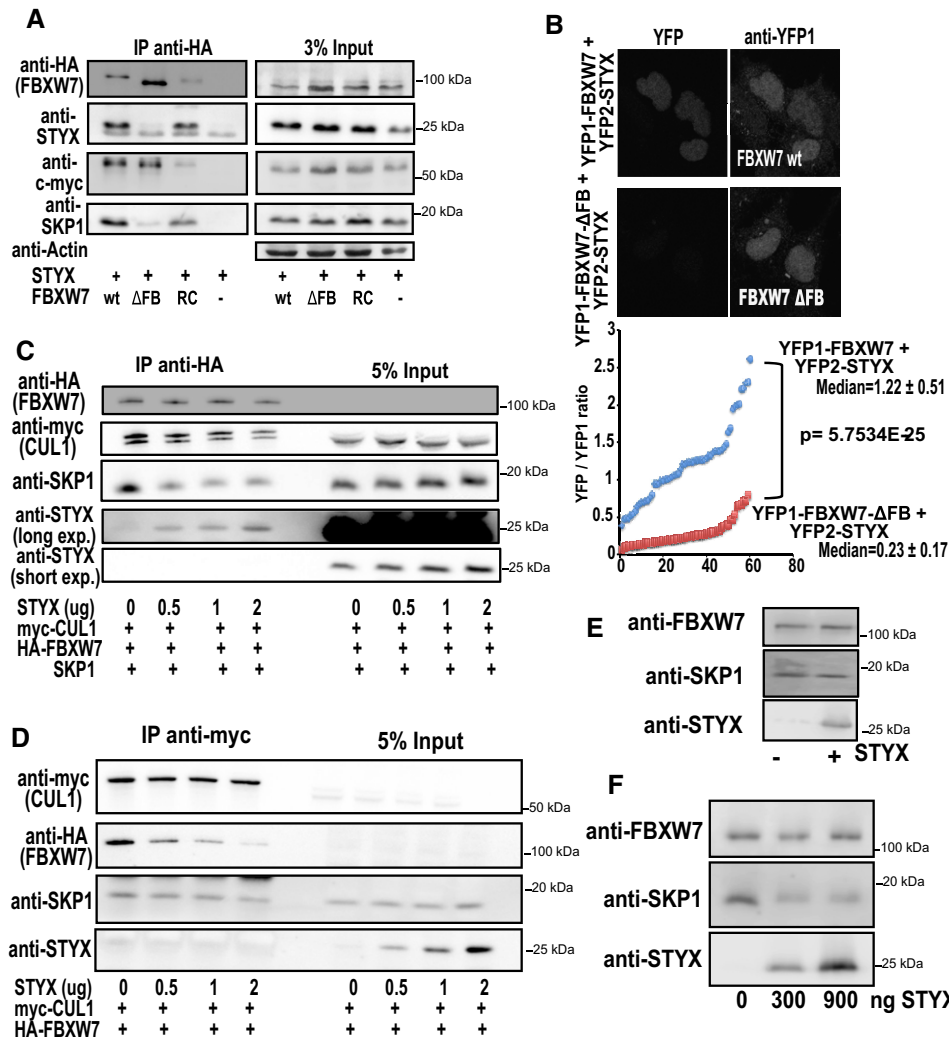 A
IP anti-HA
3% Input
anti-HA
(FBXW7)
100 kDa
anti-
STYX
25 kDa
anti-
c-myc
50 kDa
anti-
SKP1
20 kDa
anti-Actin
STYX + + + + + + + +
FBXW7 wt ΔFB RC - wt ΔFB RC -
B
YFP
anti-YFP1
YFP1-FBXW7 +
YFP2-STYX
FBXW7 wt
YFP1-FBXW7-ΔFB +
YFP2-STYX
FBXW7 ΔFB
YFP / YFP1 ratio
3
2.5
2
1.5
1
0.5
0
0 20 40 60 80
YFP1-FBXW7 +
YFP2-STYX
Median=1.22 ± 0.51
p= 5.7534E-25
YFP1-FBXW7-ΔFB +
YFP2-STYX
Median=0.23 ± 0.17
C
IP anti-HA
5% Input
anti-HA
(FBXW7)
100 kDa
anti-myc
(CUL1)
anti-SKP1
20 kDa
anti-STYX
(long exp.)
25 kDa
anti-STYX
(short exp.)
25 kDa
STYX (ug) 0 0.5 1 2 0 0.5 1 2
myc-CUL1 + + + + + + + +
HA-FBXW7 + + + + + + + +
SKP1 + + + + + + + +
D
IP anti-myc
5% Input
anti-myc
(CUL1)
50 kDa
anti-HA
(FBXW7)
100 kDa
anti-SKP1
20 kDa
anti-STYX
25 kDa
STYX (ug) 0 0.5 1 2 0 0.5 1 2
myc-CUL1 + + + + + + + +
HA-FBXW7 + + + + + + + +
E
anti-FBXW7
100 kDa
anti-SKP1
20 kDa
anti-STYX
25 kDa
- + STYX
F
anti-FBXW7
100 kDa
anti-SKP1
20 kDa
anti-STYX
25 kDa
0 300 900 ng STYX